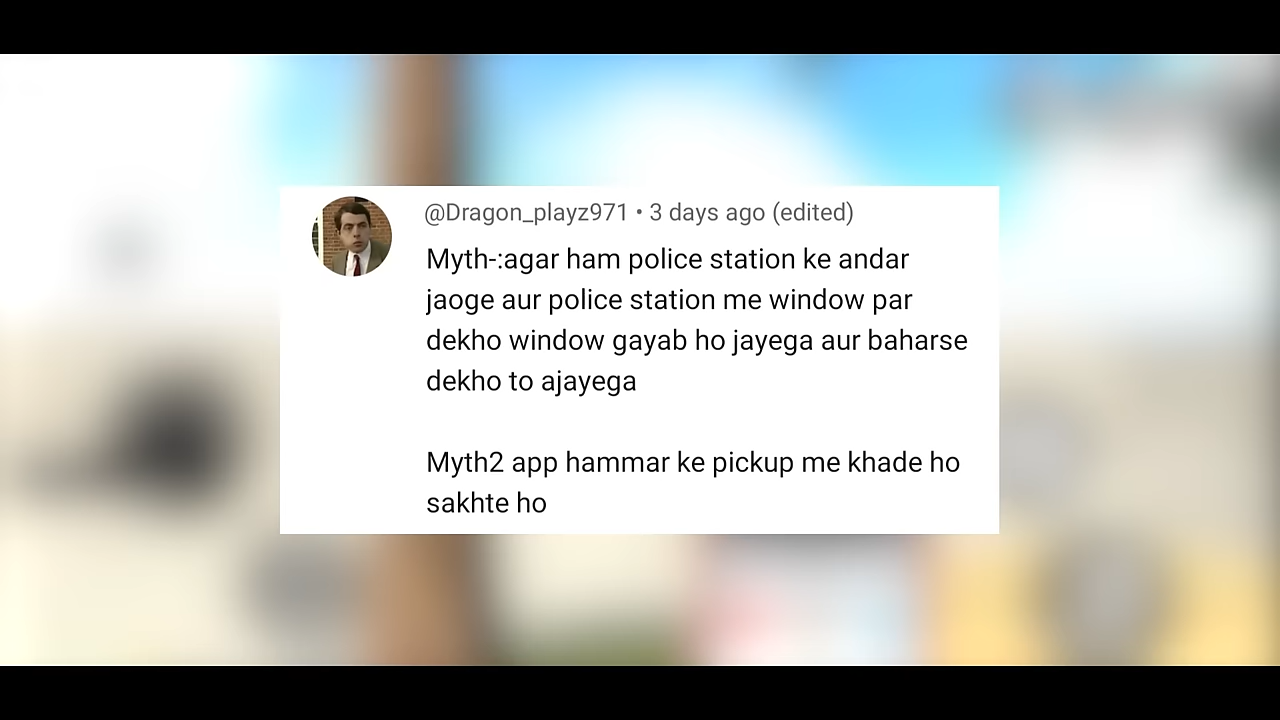 @Dragon_playz971 • 3 days ago (edited)
Myth-:agar ham police station ke andar
jaoge aur police station me window par
dekho window gayab ho jayega aur baharse
dekho to ajayega
Myth2 app hammar ke pickup me khade ho
sakhte ho